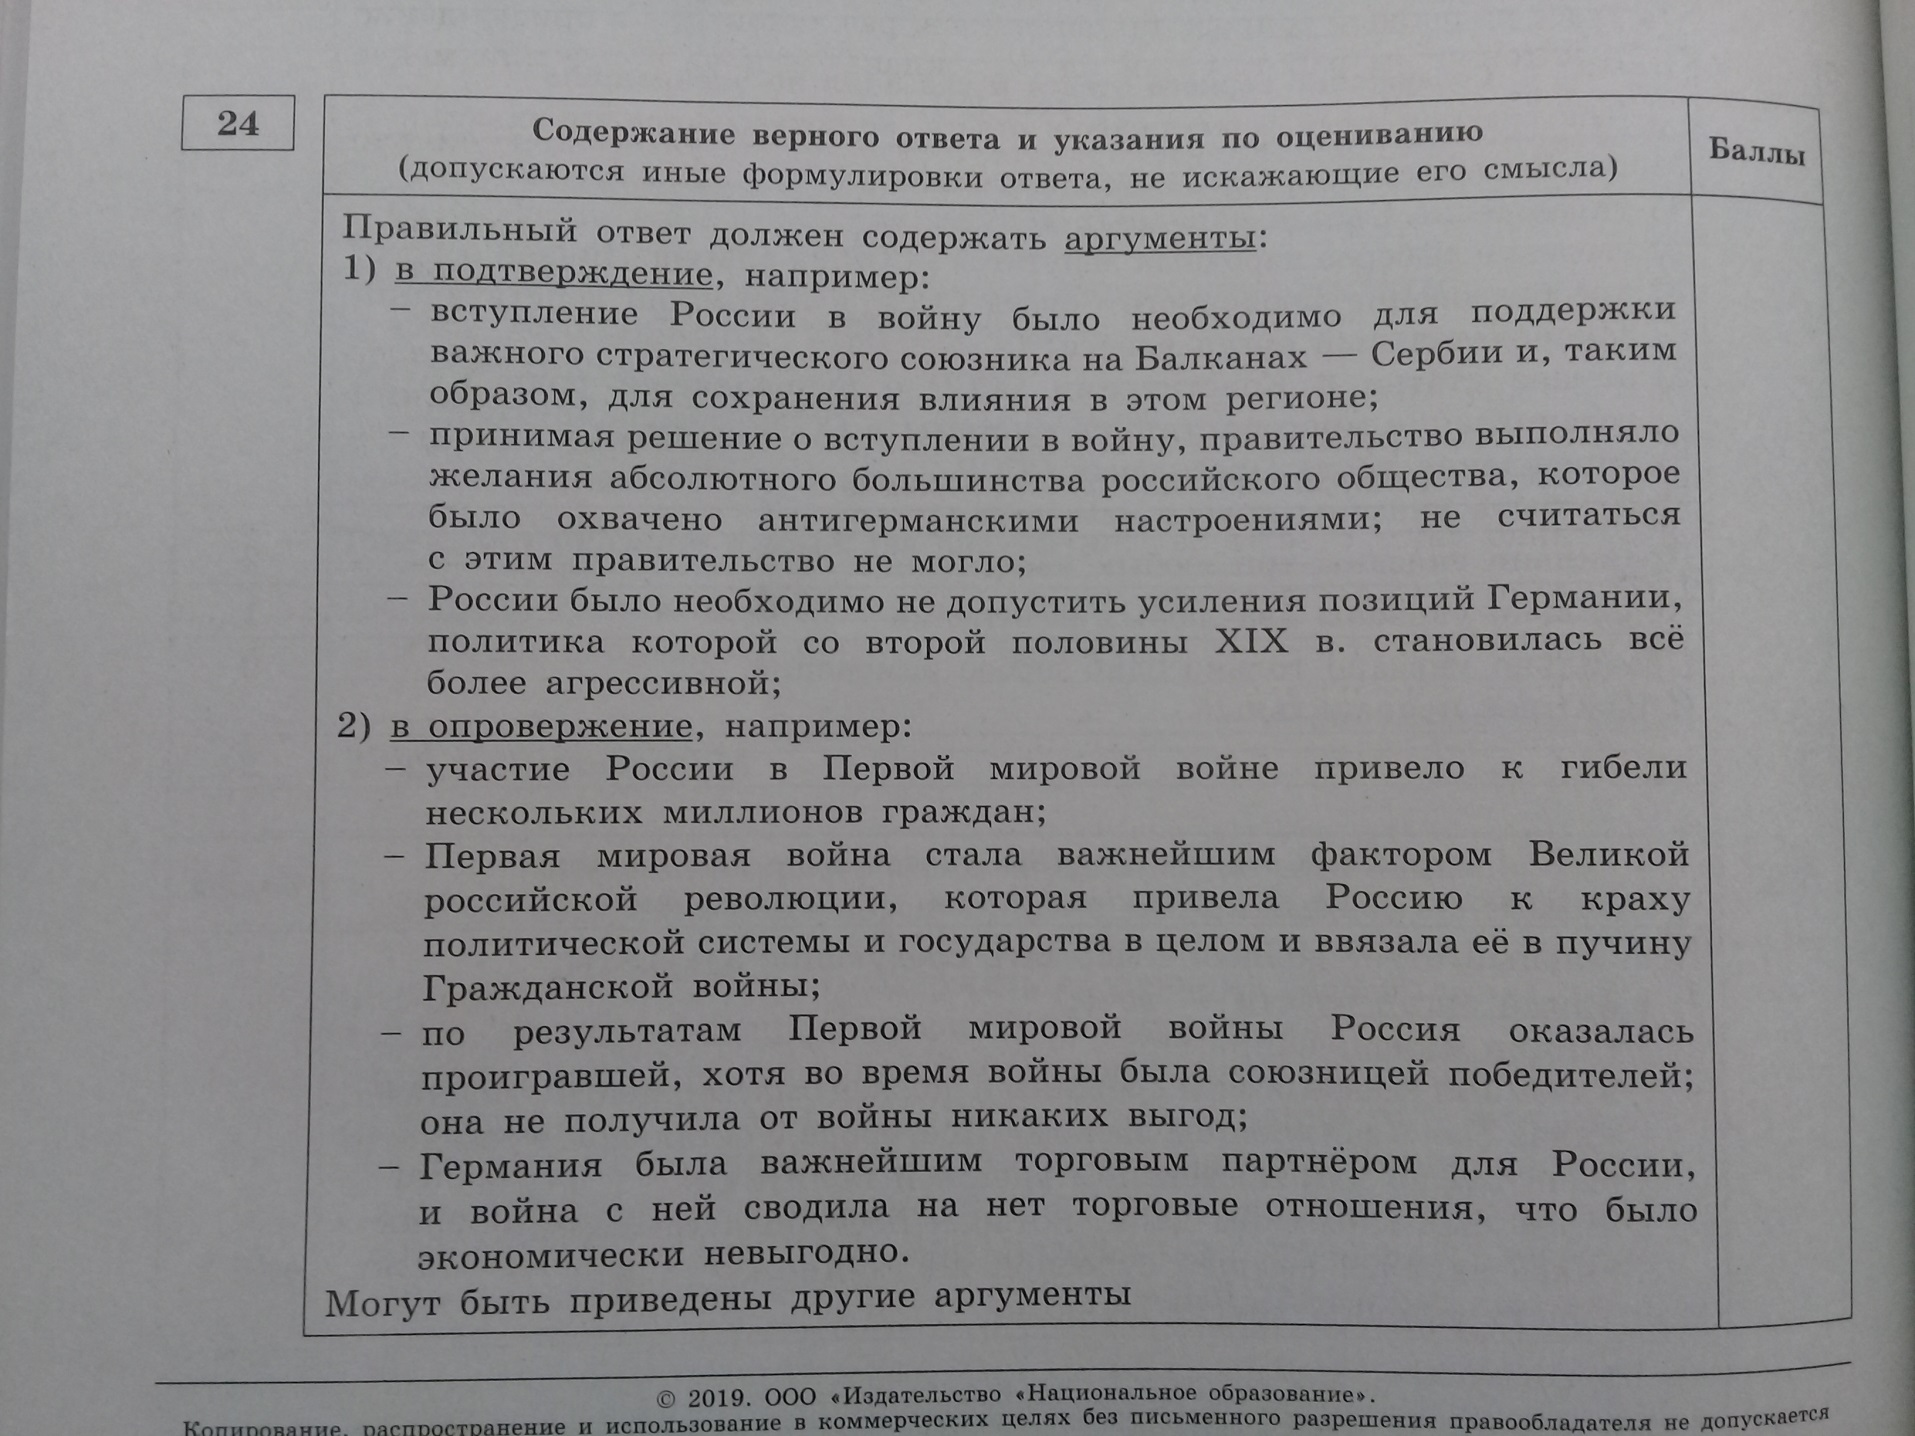 24
Содержание верного ответа и указания по оцениванию
(допускаются иные формулировки ответа, не искажающие его смысла)
Баллы
Правильный ответ должен содержать аргументы:
1) в подтверждение, например:
– вступление России в войну было необходимо для поддержки
важного стратегического союзника на Балканах — Сербии и, таким
образом, для сохранения влияния в этом регионе;
– принимая решение о вступлении в войну, правительство выполняло
желания абсолютного большинства российского общества, которое
было охвачено антигерманскими настроениями; не считаться
с этим правительство не могло;
– России было необходимо не допустить усиления позиций Германии,
политика которой со второй половины XIX в. становилась всё
более агрессивной;
2) в опровержение, например:
– участие России в Первой мировой войне привело к гибели
нескольких миллионов граждан;
– Первая мировая война стала важнейшим фактором Великой
российской революции, которая привела Россию к краху
политической системы и государства в целом и ввязала её в пучину
Гражданской войны;
– по результатам Первой мировой войны Россия оказалась
проигравшей, хотя во время войны была союзницей победителей;
она не получила от войны никаких выгод;
– Германия была важнейшим торговым партнёром для России,
и война с ней сводила на нет торговые отношения, что было
экономически невыгодно.
Могут быть приведены другие аргументы
© 2019. ООО «Издательство «Национальное образование».
Копирование, распространение и использование в коммерческих целях без письменного разрешения правообладателя не допускается